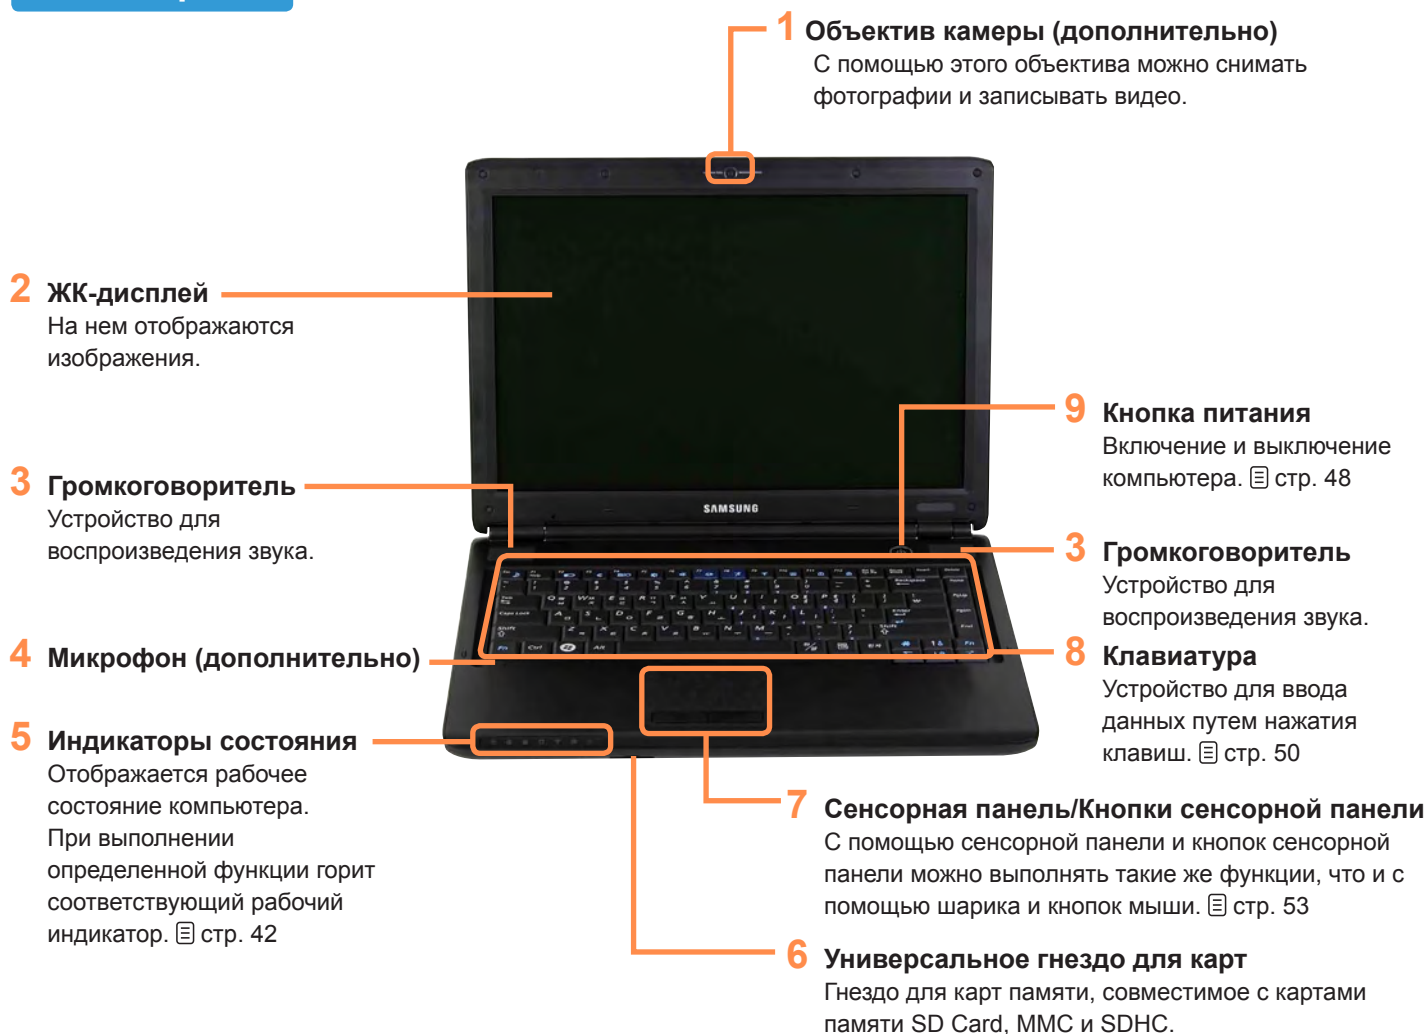 1 Объектив камеры (дополнительно)
С помощью этого объектива можно снимать
фотографии и записывать видео.
2 ЖК-дисплей
На нем отображаются
изображения.
3 Громкоговоритель
Устройство для
воспроизведения звука.
4 Микрофон (дополнительно)
5 Индикаторы состояния
Отображается рабочее
состояние компьютера.
При выполнении
определенной функции горит
соответствующий рабочий
индикатор. стр. 42
SAMSUNG
9 Кнопка питания
Включение и выключение
компьютера. стр. 48
3 Громкоговоритель
Устройство для
воспроизведения звука.
8 Клавиатура
Устройство для ввода
данных путем нажатия
клавиш. стр. 50
7 Сенсорная панель/Кнопки сенсорной панели
С помощью сенсорной панели и кнопок сенсорной
панели можно выполнять такие же функции, что и с
помощью шарика и кнопок мыши. стр. 53
6 Универсальное гнездо для карт
Гнездо для карт памяти, совместимое с картами
памяти SD Card, MMC и SDHC.